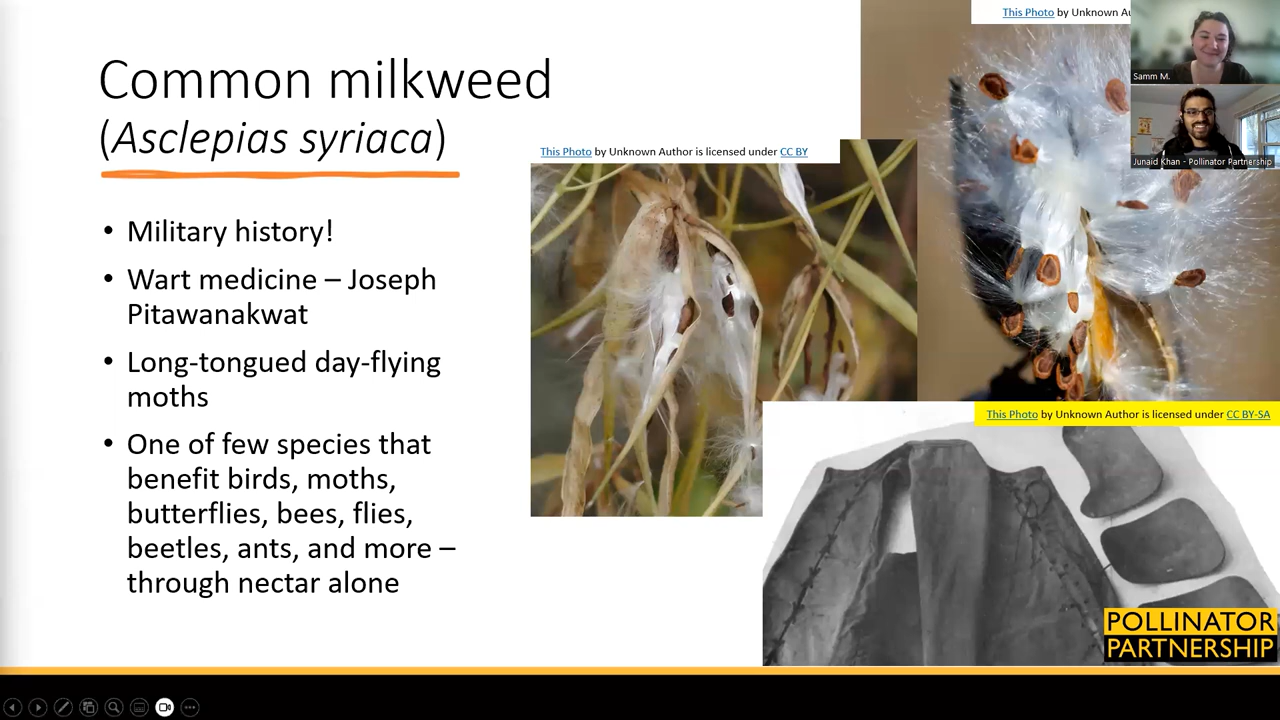 Common milkweed
(Asclepias syriaca)
• Military history!
• Wart medicine – Joseph
Pitawanakwat
• Long-tongued day-flying
moths
• One of few species that
benefit birds, moths,
butterflies, bees, flies,
beetles, ants, and more –
through nectar alone
This Photo by Unknown Author is licensed under CC BY
This Photo by Unknown
Samm M.
Junaid Khan - Pollinator Partnership
This Photo by Unknown Author is licensed under CC BY-SA
POLLINATOR
PARTNERSHIP